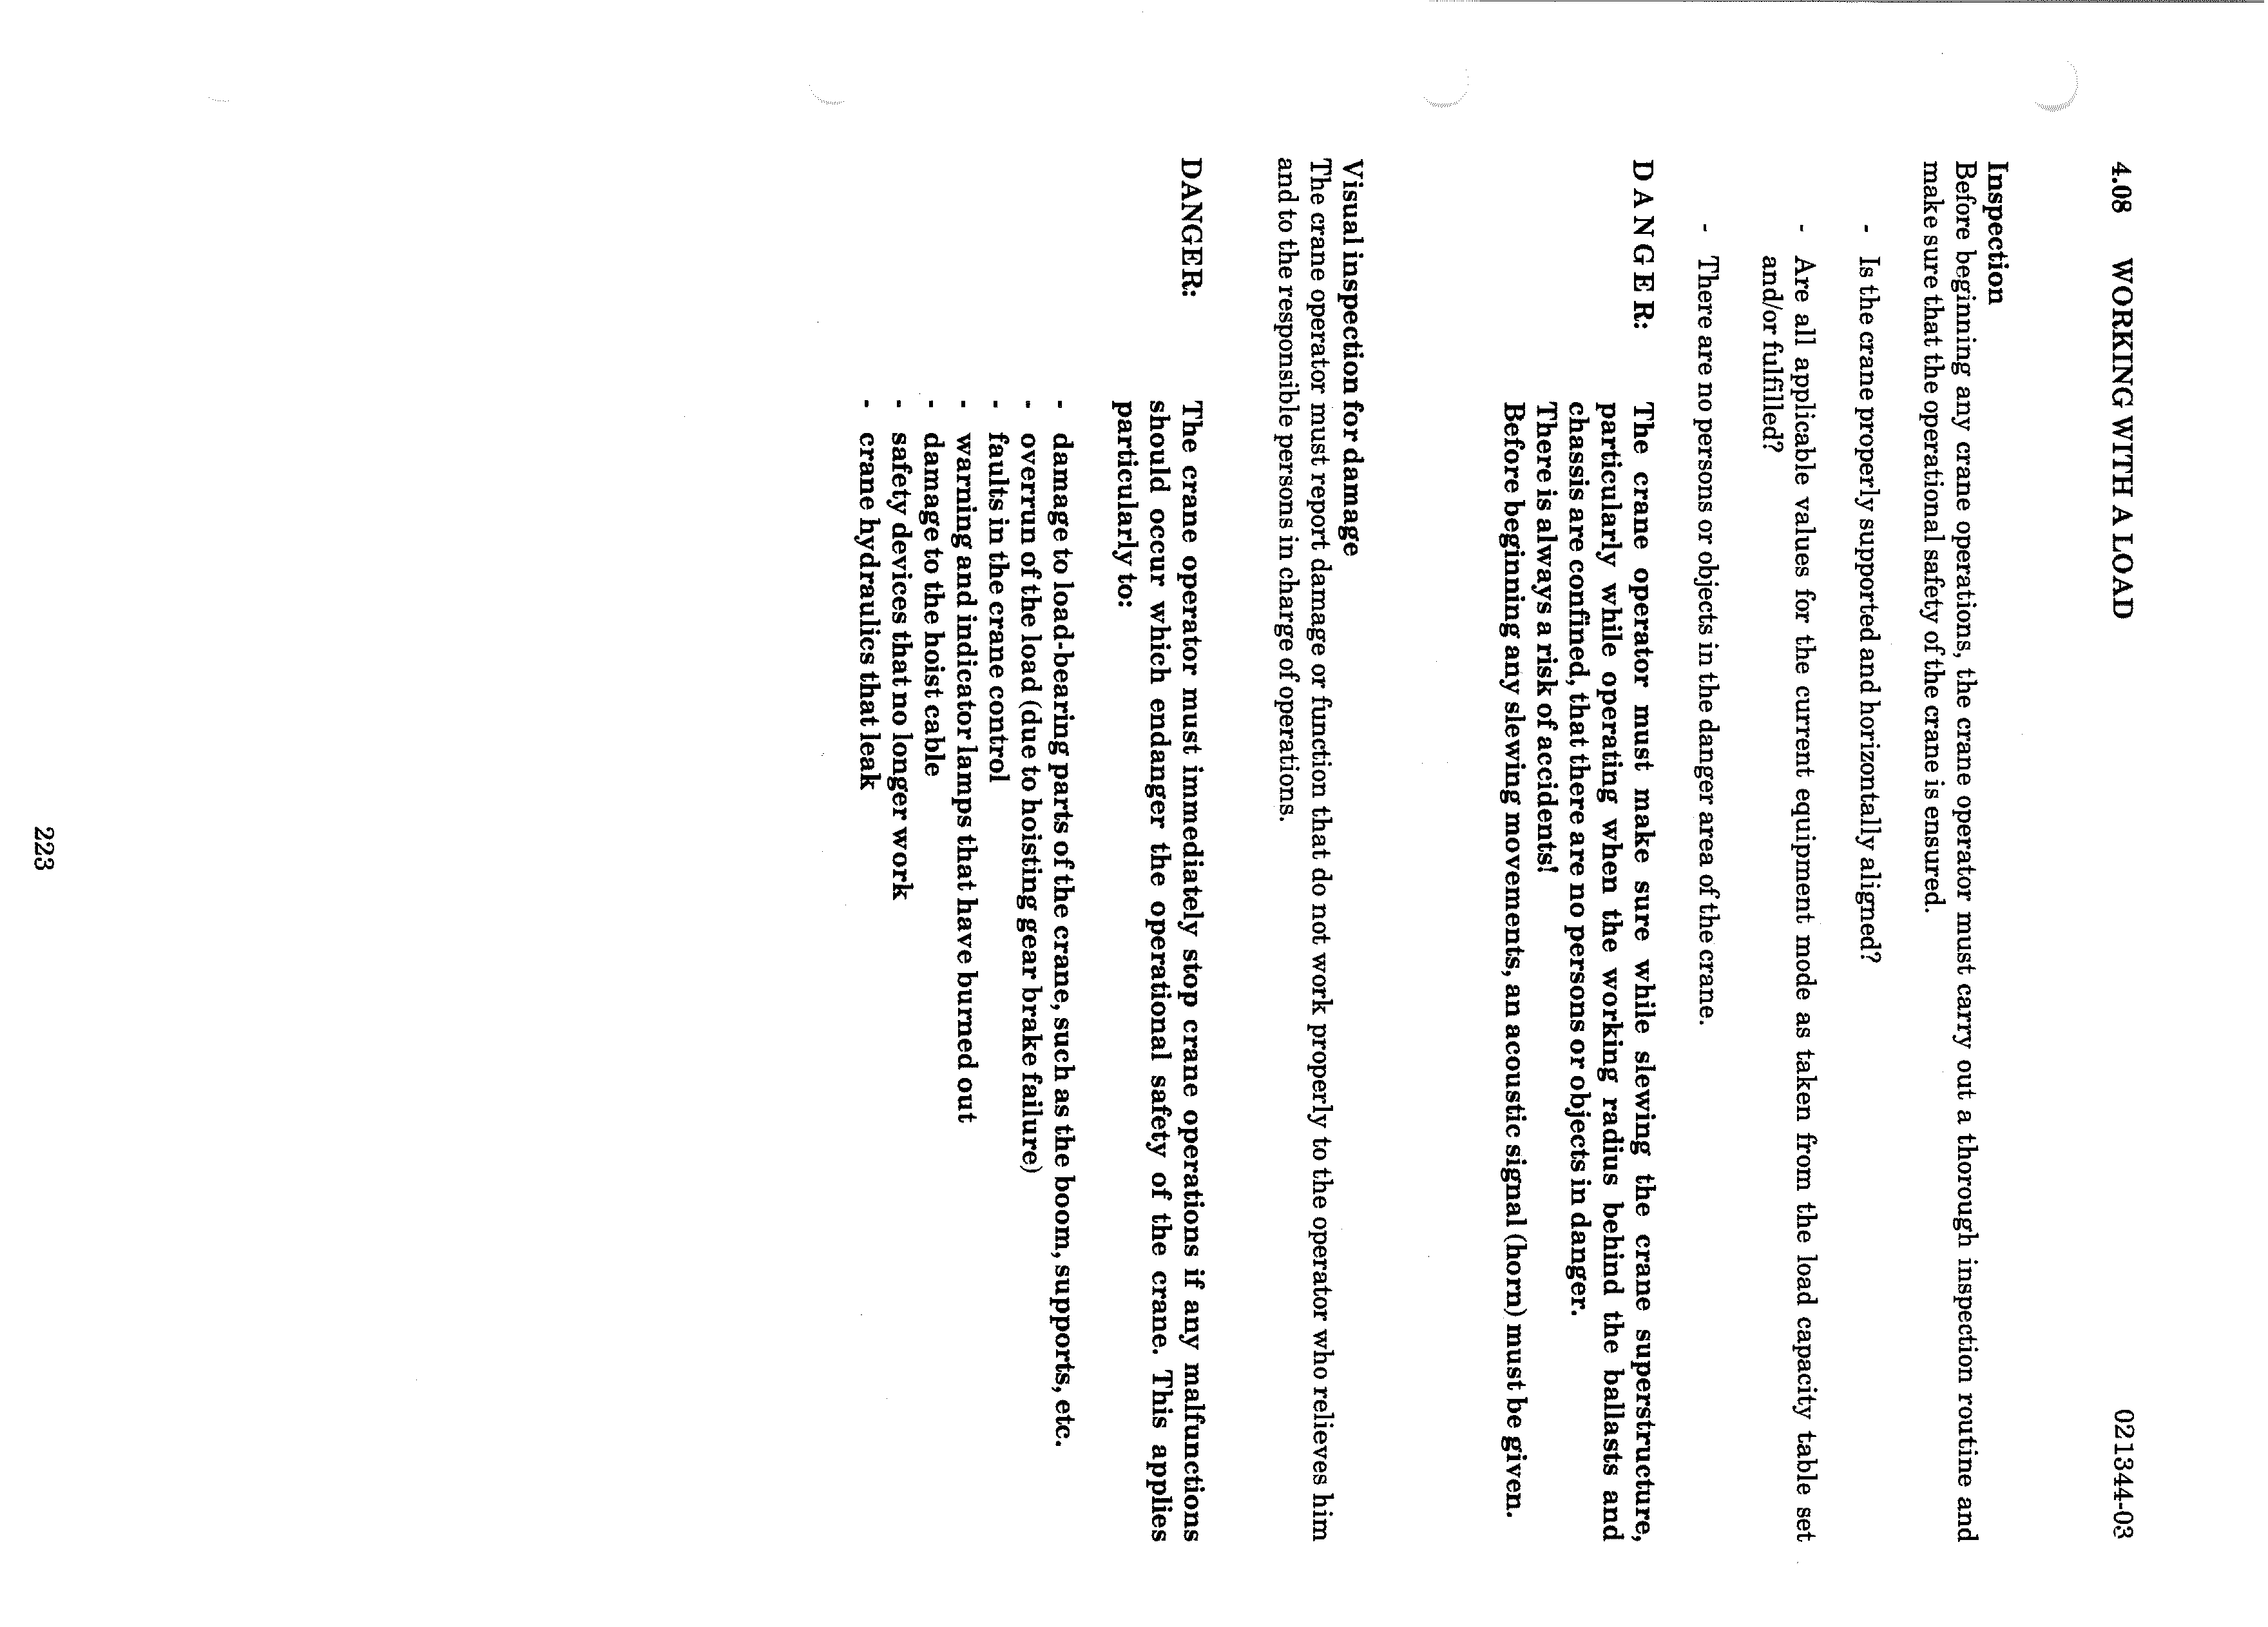 4.08 WORKING WITH A LOAD 021344-03
Inspection
Before beginning any crane operations, the crane operator must carry out a thorough inspection routine and
make sure that the operational safety of the crane is ensured.
- Is the crane properly supported and horizontally aligned?
- Are all applicable values for the current equipment mode as taken from the load capacity table set
and/or fulfilled?
- There are no persons or objects in the danger area of the crane.
D A N G E R: The crane operator must make sure while slewing the crane superstructure,
particularly while operating when the working radius behind the ballasts and
chassis are confined, that there are no persons or objects in danger.
There is always a risk of accidents!
Before beginning any slewing movements, an acoustic signal (horn) must be given.
Visual inspection for damage
The crane operator must report damage or function that do not work properly to the operator who relieves him
and to the responsible persons in charge of operations.
DANGER: The crane operator must immediately stop crane operations if any malfunctions
should occur which endanger the operational safety of the crane. This applies
particularly to:
- damage to load-bearing parts of the crane, such as the boom, supports, etc.
- overrun of the load (due to hoisting gear brake failure)
- faults in the crane control
- warning and indicator lamps that have burned out
- damage to the hoist cable
- safety devices that no longer work
- crane hydraulics that leak
223